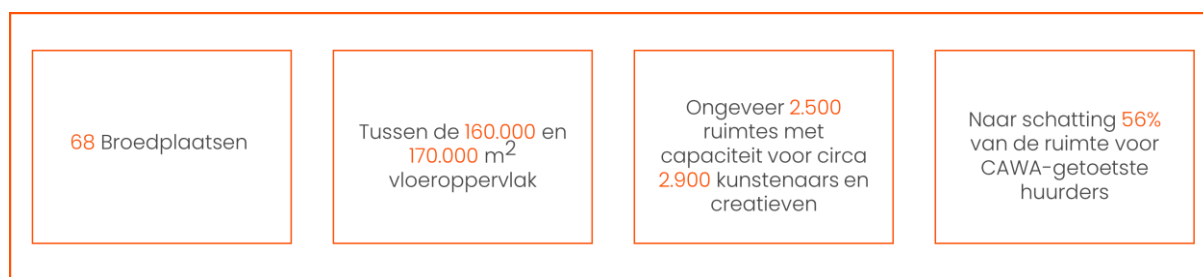 68 Broedplaatsen
Tussen de 160.000 en
170.000 m²
vloeroppervlak
Ongeveer 2.500
ruimtes met
capaciteit voor circa
2.900 kunstenaars en
creatieven
Naar schatting 56%
van de ruimte voor
CAWA-getoetste
huurders